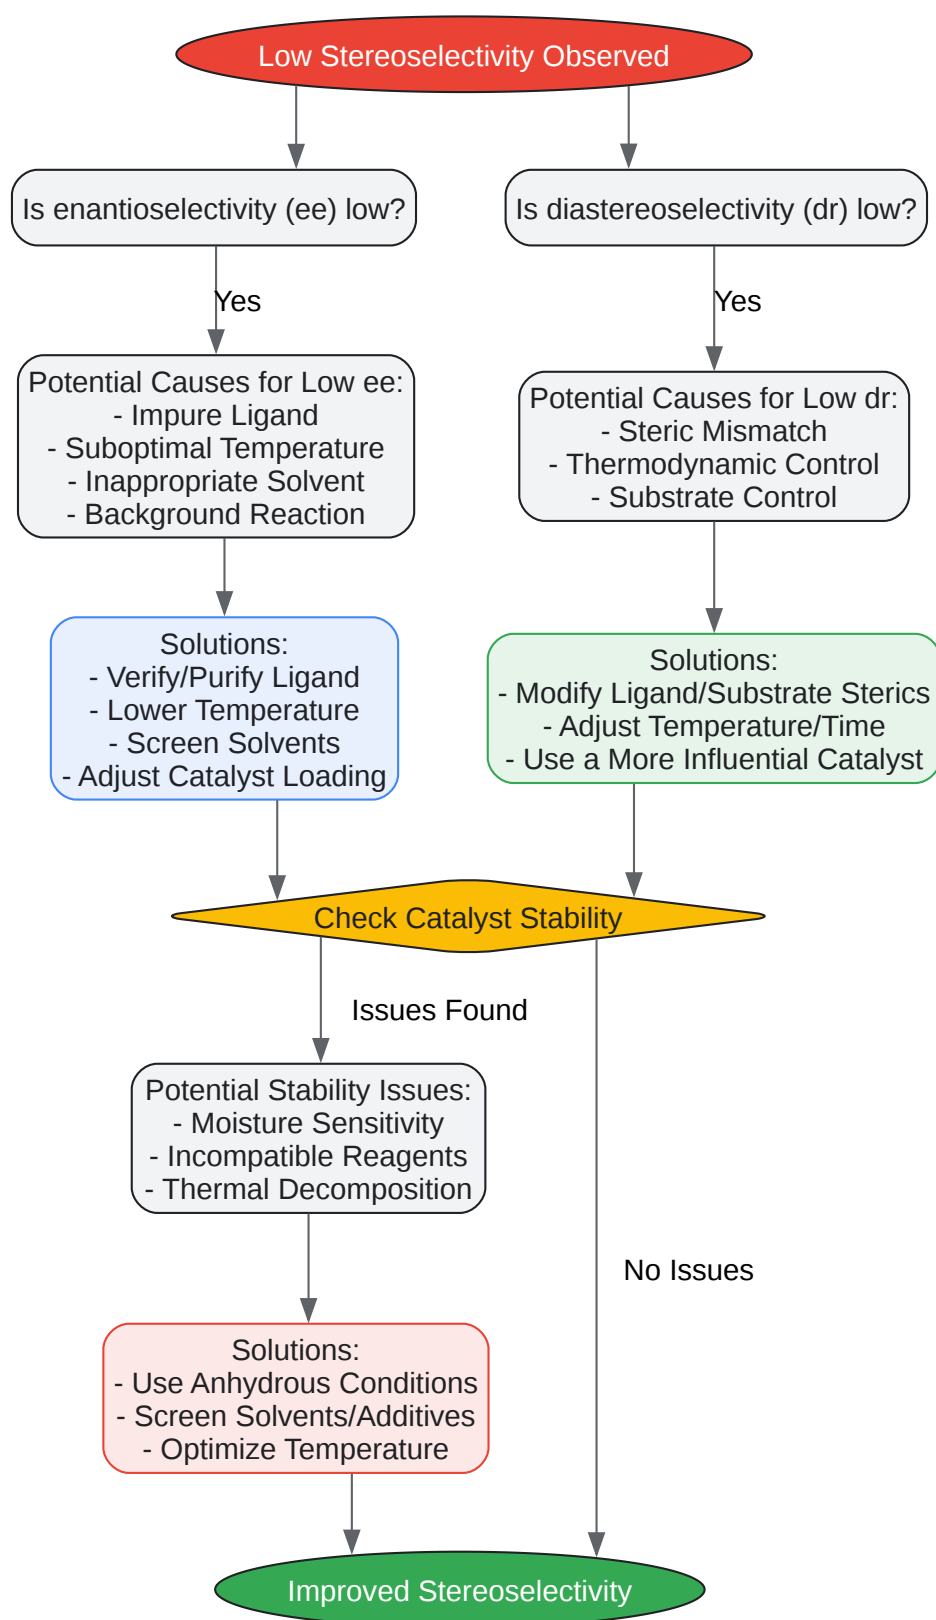 Low Stereoselectivity Observed
Is enantioselectivity (ee) low?
Is diastereoselectivity (dr) low?
Yes
Yes
Potential Causes for Low ee:
- Impure Ligand
- Suboptimal Temperature
- Inappropriate Solvent
- Background Reaction
Potential Causes for Low dr:
- Steric Mismatch
- Thermodynamic Control
- Substrate Control
Solutions:
- Verify/Purify Ligand
- Lower Temperature
- Screen Solvents
- Adjust Catalyst Loading
Solutions:
- Modify Ligand/Substrate Sterics
- Adjust Temperature/Time
- Use a More Influential Catalyst
Check Catalyst Stability
Issues Found
Potential Stability Issues:
- Moisture Sensitivity
- Incompatible Reagents
- Thermal Decomposition
No Issues
Solutions:
- Use Anhydrous Conditions
- Screen Solvents/Additives
- Optimize Temperature
Improved Stereoselectivity